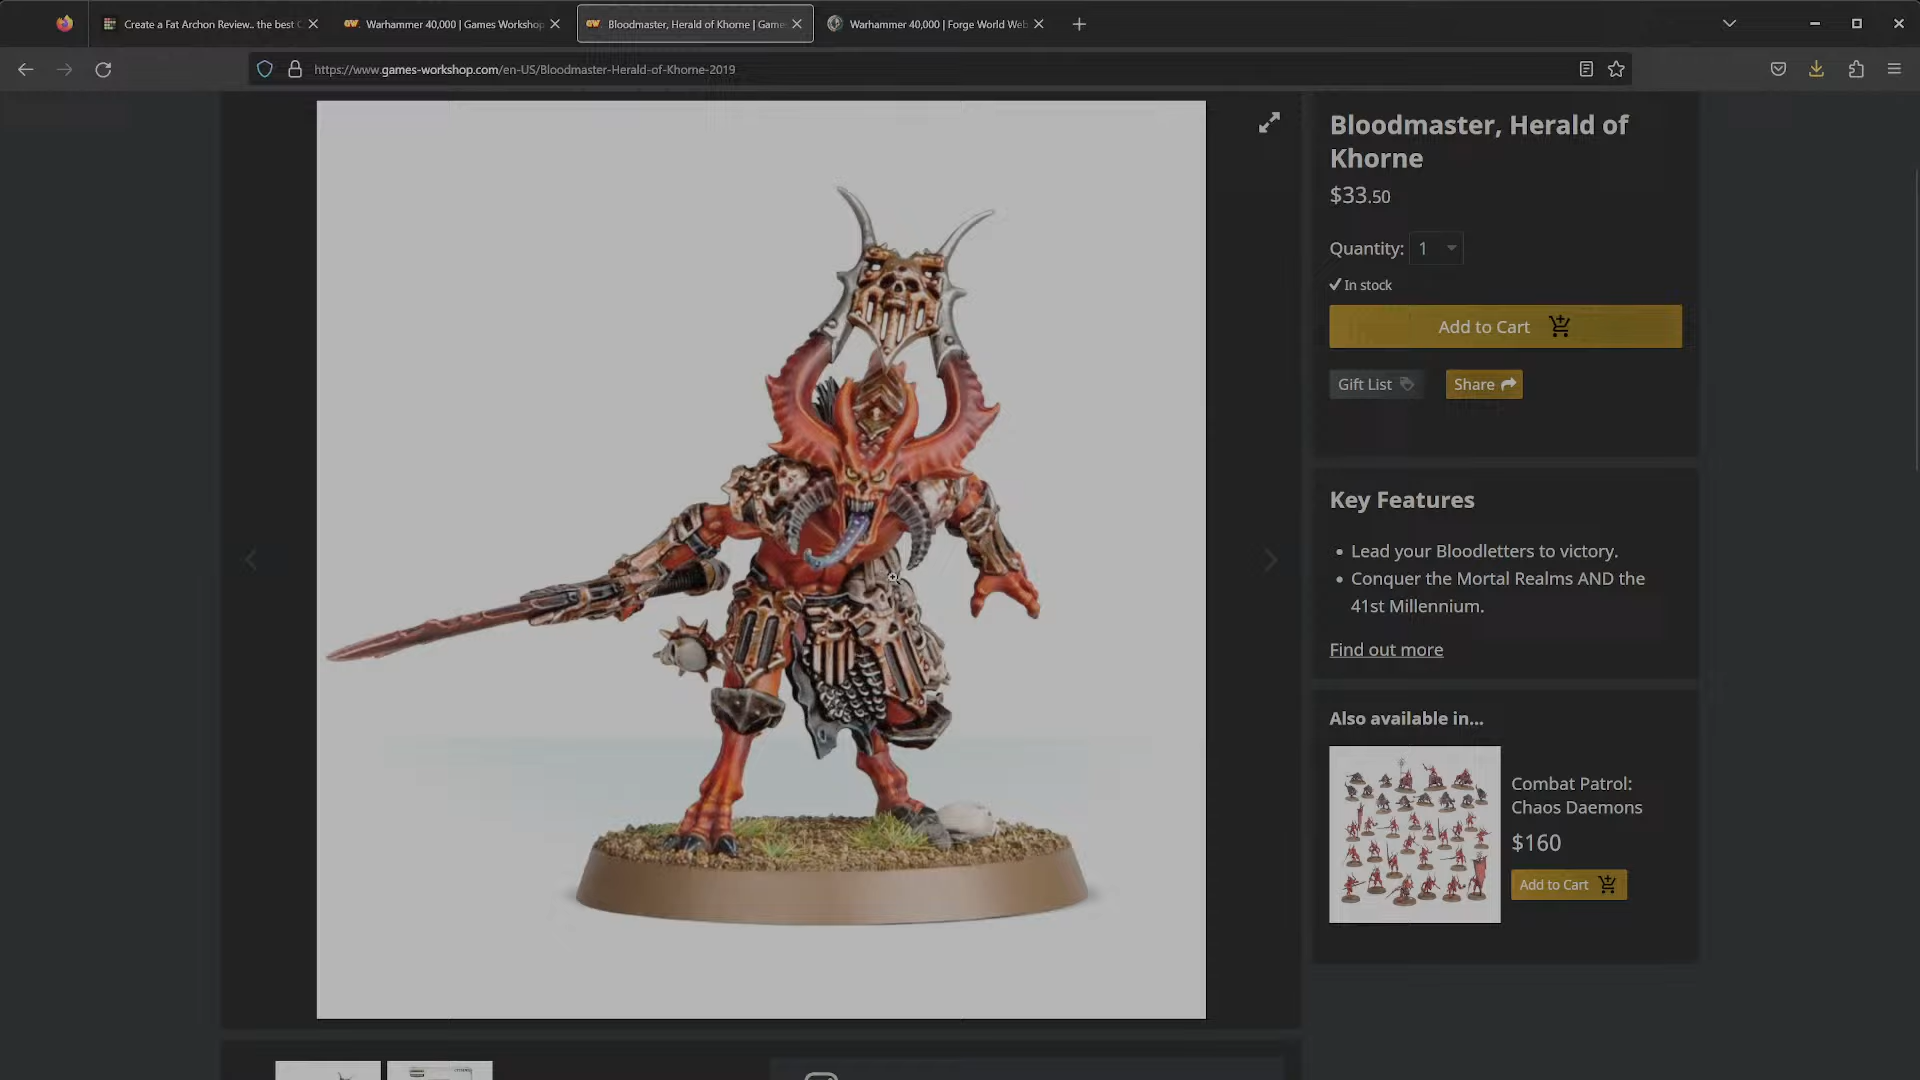 Create a Fat Archon Review.. the best C
Warhammer 40,000 | Games Workshop
Bloodmaster, Herald of Khorne | Game
Warhammer 40,000 | Forge World Web
https://www.games-workshop.com/en-US/Bloodmaster-Herald-of-Khorne-2019
Bloodmaster, Herald of
Khorne
$33.50
Quantity: 1
In stock
Add to Cart
Gift List
Share
Key Features
• Lead your Bloodletters to victory.
• Conquer the Mortal Realms AND the
41st Millennium.
Find out more
Also available in...
Combat Patrol:
Chaos Daemons
$160
Add to Cart